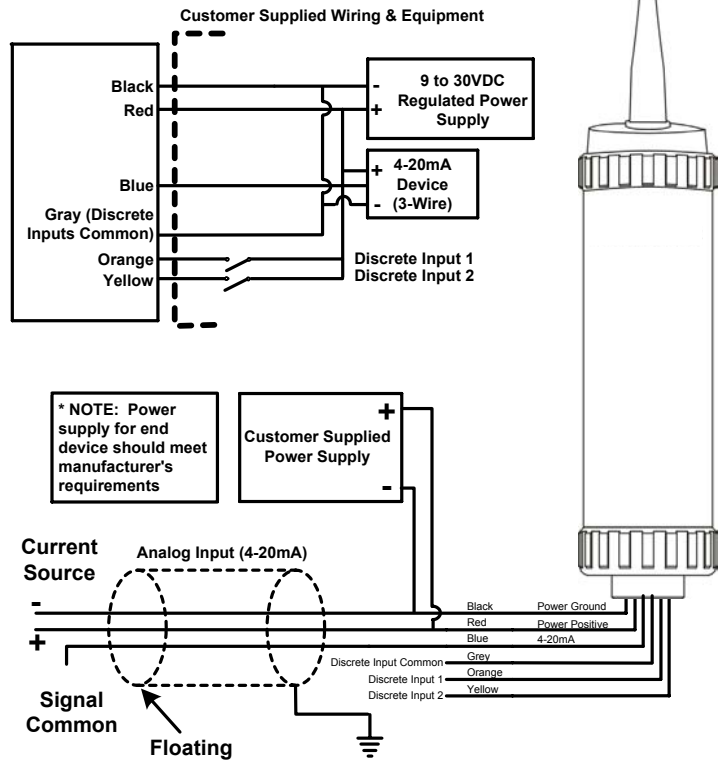 Customer Supplied Wiring & Equipment
Black
Red
Blue
Gray (Discrete
Inputs Common)
Orange
Yellow
-
+
9 to 30VDC
Regulated Power
Supply
+
-
4-20mA
Device
(3-Wire)
Discrete Input 1
Discrete Input 2
* NOTE: Power
supply for end
device should meet
manufacturer's
requirements
+
Customer Supplied
Power Supply
-
Current
Source
Analog Input (4-20mA)
-
+
Signal
Common
Floating
Black Power Ground
Red Power Positive
Blue 4-20mA
Discrete Input Common Grey
Discrete Input 1 Orange
Discrete Input 2 Yellow